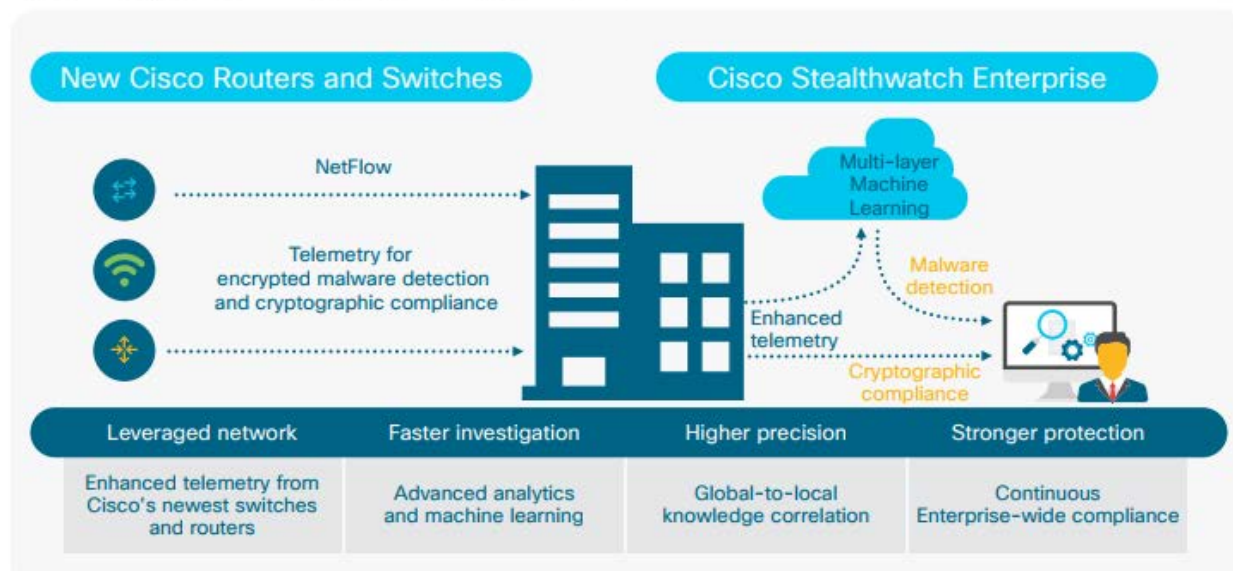 New Cisco Routers and Switches
Cisco Stealthwatch Enterprise
NetFlow
Telemetry for
encrypted malware detection
and cryptographic compliance
Multi-layer
Machine
Learning
Malware
detection
Enhanced
telemetry
Cryptographic
compliance
Leveraged network
Faster investigation
Higher precision
Stronger protection
Enhanced telemetry from
Cisco's newest switches
and routers
Advanced analytics
and machine learning
Global-to-local
knowledge correlation
Continuous
Enterprise-wide compliance